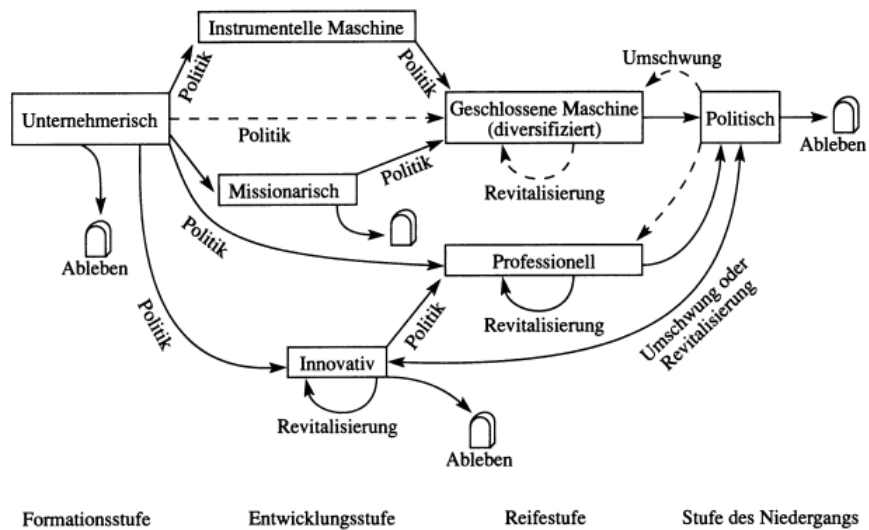 Instrumentelle Maschine
Politik
Politik
Umschwung
Unternehmerisch
Politik
Geschlossene Maschine
(diversifiziert)
Politisch
Ableben
Missionarisch
Politik
Revitalisierung
Ableben
Politik
Professionell
Revitalisierung
Umschwung oder
Revitalisierung
Politik
Politik
Innovativ
Revitalisierung
Ableben
Formationsstufe
Entwicklungsstufe
Reifestufe
Stufe des Niedergangs